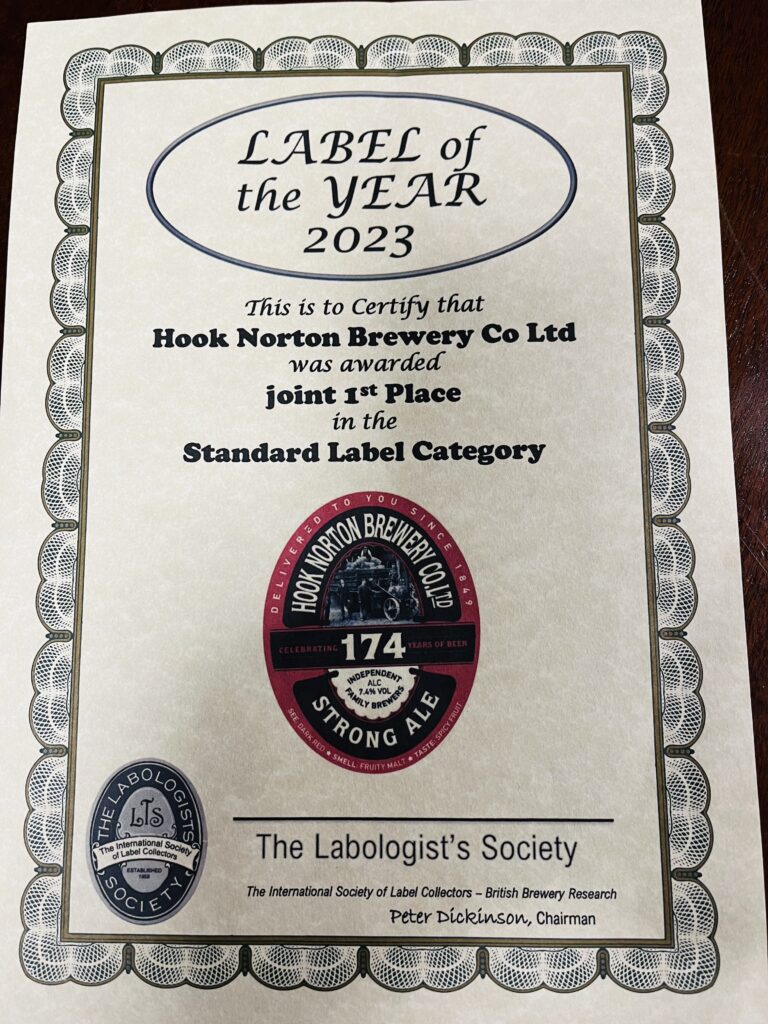 LABEL of
the YEAR
2023
This is to Certify that
Hook Norton Brewery Co Ltd
was awarded
joint 1st Place
in the
Standard Label Category
DELIVERED TO YOU SINCE 1849
HOOK NORTON BREWERY CO. LTD
CELEBRATING 174 YEARS OF BEER
INDEPENDENT
ALC
7.4% VOL
FAMILY BREWERS
STRONG ALE
SEE: DARK RED ★ SMELL: FRUITY MALT ★ TASTE: SPICY FRUIT
THE LABOLOGISTS
LTS
The International Society
of Label Collectors
ESTABLISHED
SOCIETY
The Labologist's Society
The International Society of Label Collectors – British Brewery Research
Peter Dickinson, Chairman